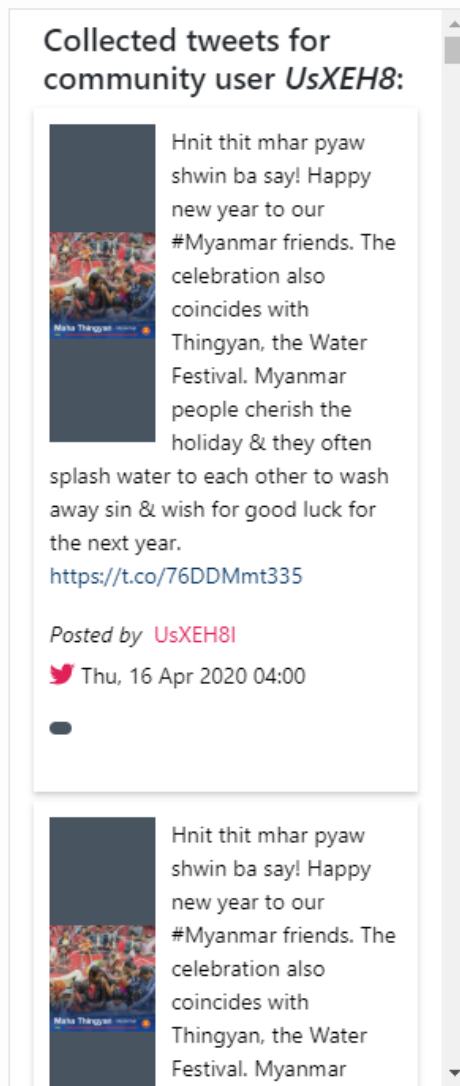 Collected tweets for
community user UsXEH8:
Hnit thit mhar pyaw
shwin ba say! Happy
new year to our
#Myanmar friends. The
celebration also
coincides with
Thingyan, the Water
Festival. Myanmar
people cherish the
holiday & they often
splash water to each other to wash
away sin & wish for good luck for
the next year.
https://t.co/76DDMmt335
Maha Thingyan
Posted by UsXEH8I
Thu, 16 Apr 2020 04:00
Hnit thit mhar pyaw
shwin ba say! Happy
new year to our
#Myanmar friends. The
celebration also
coincides with
Thingyan, the Water
Festival. Myanmar
Maha Thingyan